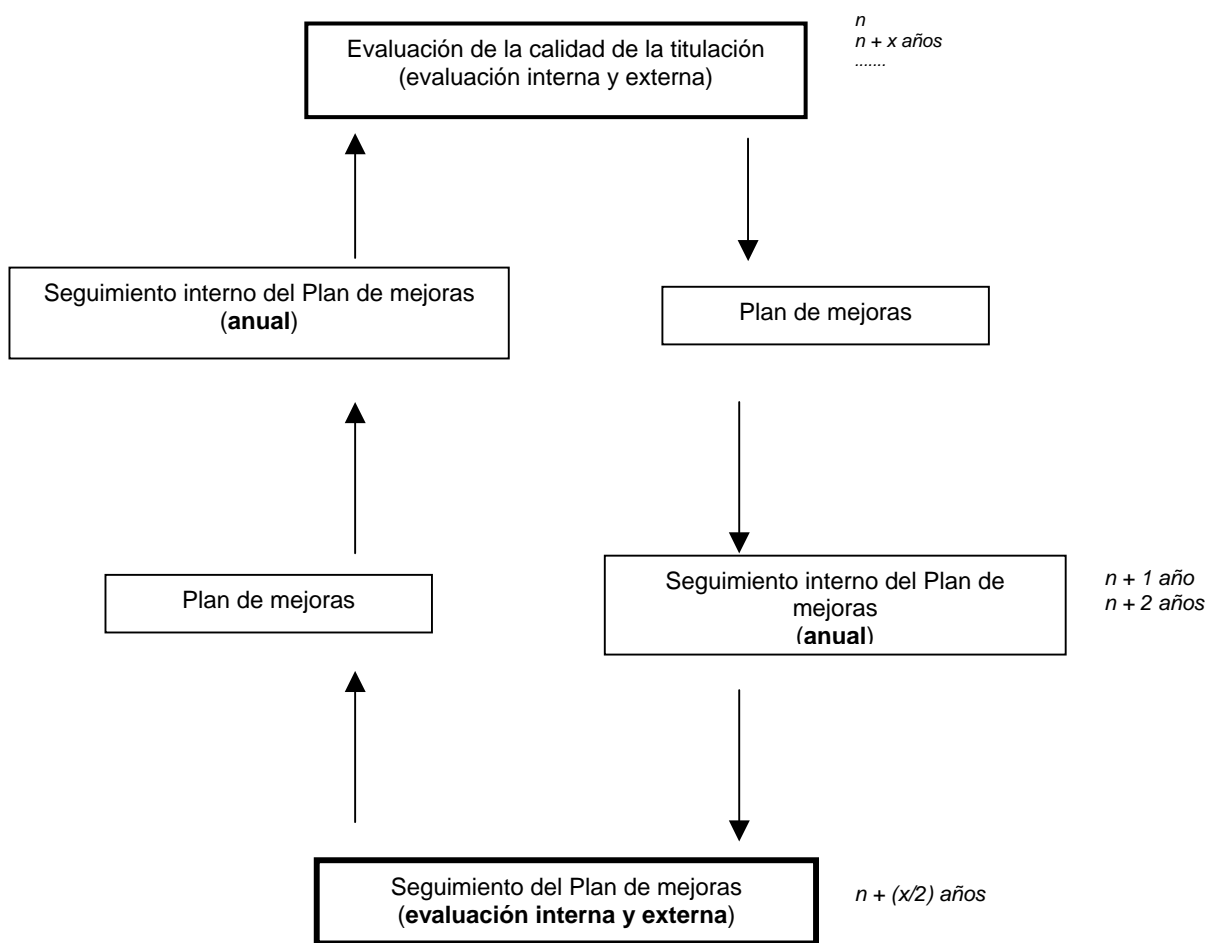 Evaluación de la calidad de la titulación
(evaluación interna y externa)
n
n + x años
.......
Seguimiento interno del Plan de mejoras
(anual)
Plan de mejoras
Plan de mejoras
Seguimiento interno del Plan de
mejoras
(anual)
n + 1 año
n + 2 años
Seguimiento del Plan de mejoras
(evaluación interna y externa)
n + (x/2) años